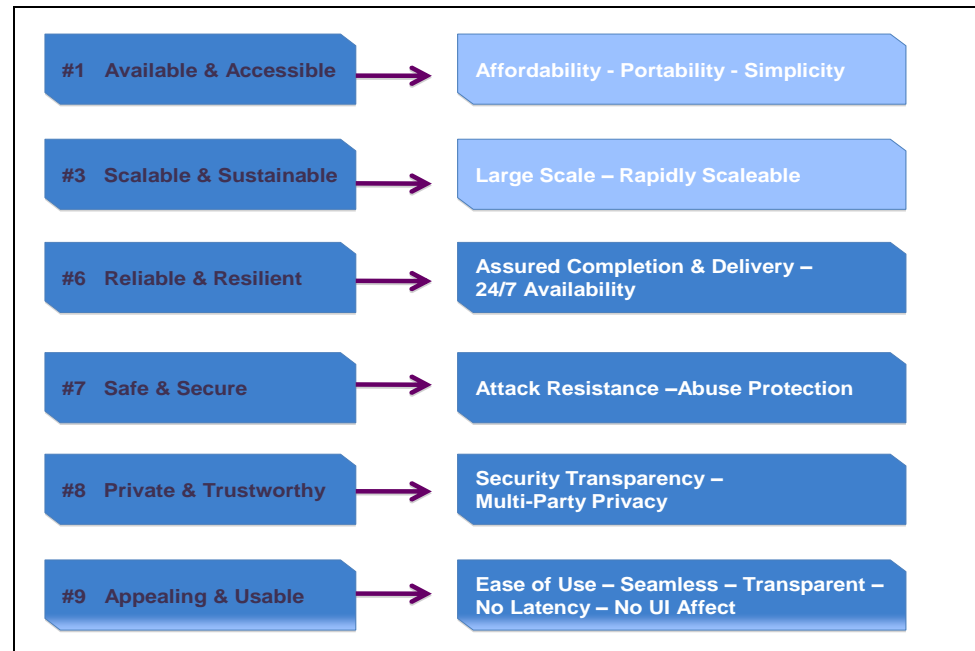 #1 Available & Accessible
Affordability - Portability - Simplicity
#3 Scalable & Sustainable
Large Scale – Rapidly Scaleable
#6 Reliable & Resilient
Assured Completion & Delivery –
24/7 Availability
#7 Safe & Secure
Attack Resistance –Abuse Protection
#8 Private & Trustworthy
Security Transparency –
Multi-Party Privacy
#9 Appealing & Usable
Ease of Use – Seamless – Transparent –
No Latency – No UI Affect